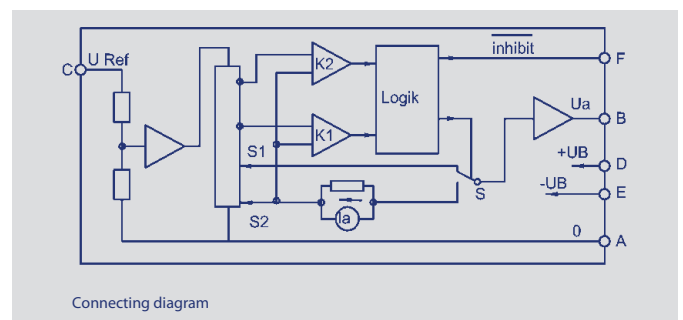 C
U Ref
inhibit
F
K2
Logik
Ua
B
K1
+UB
D
S1
-UB
E
S
S2
Ia
0
A
Connecting diagram